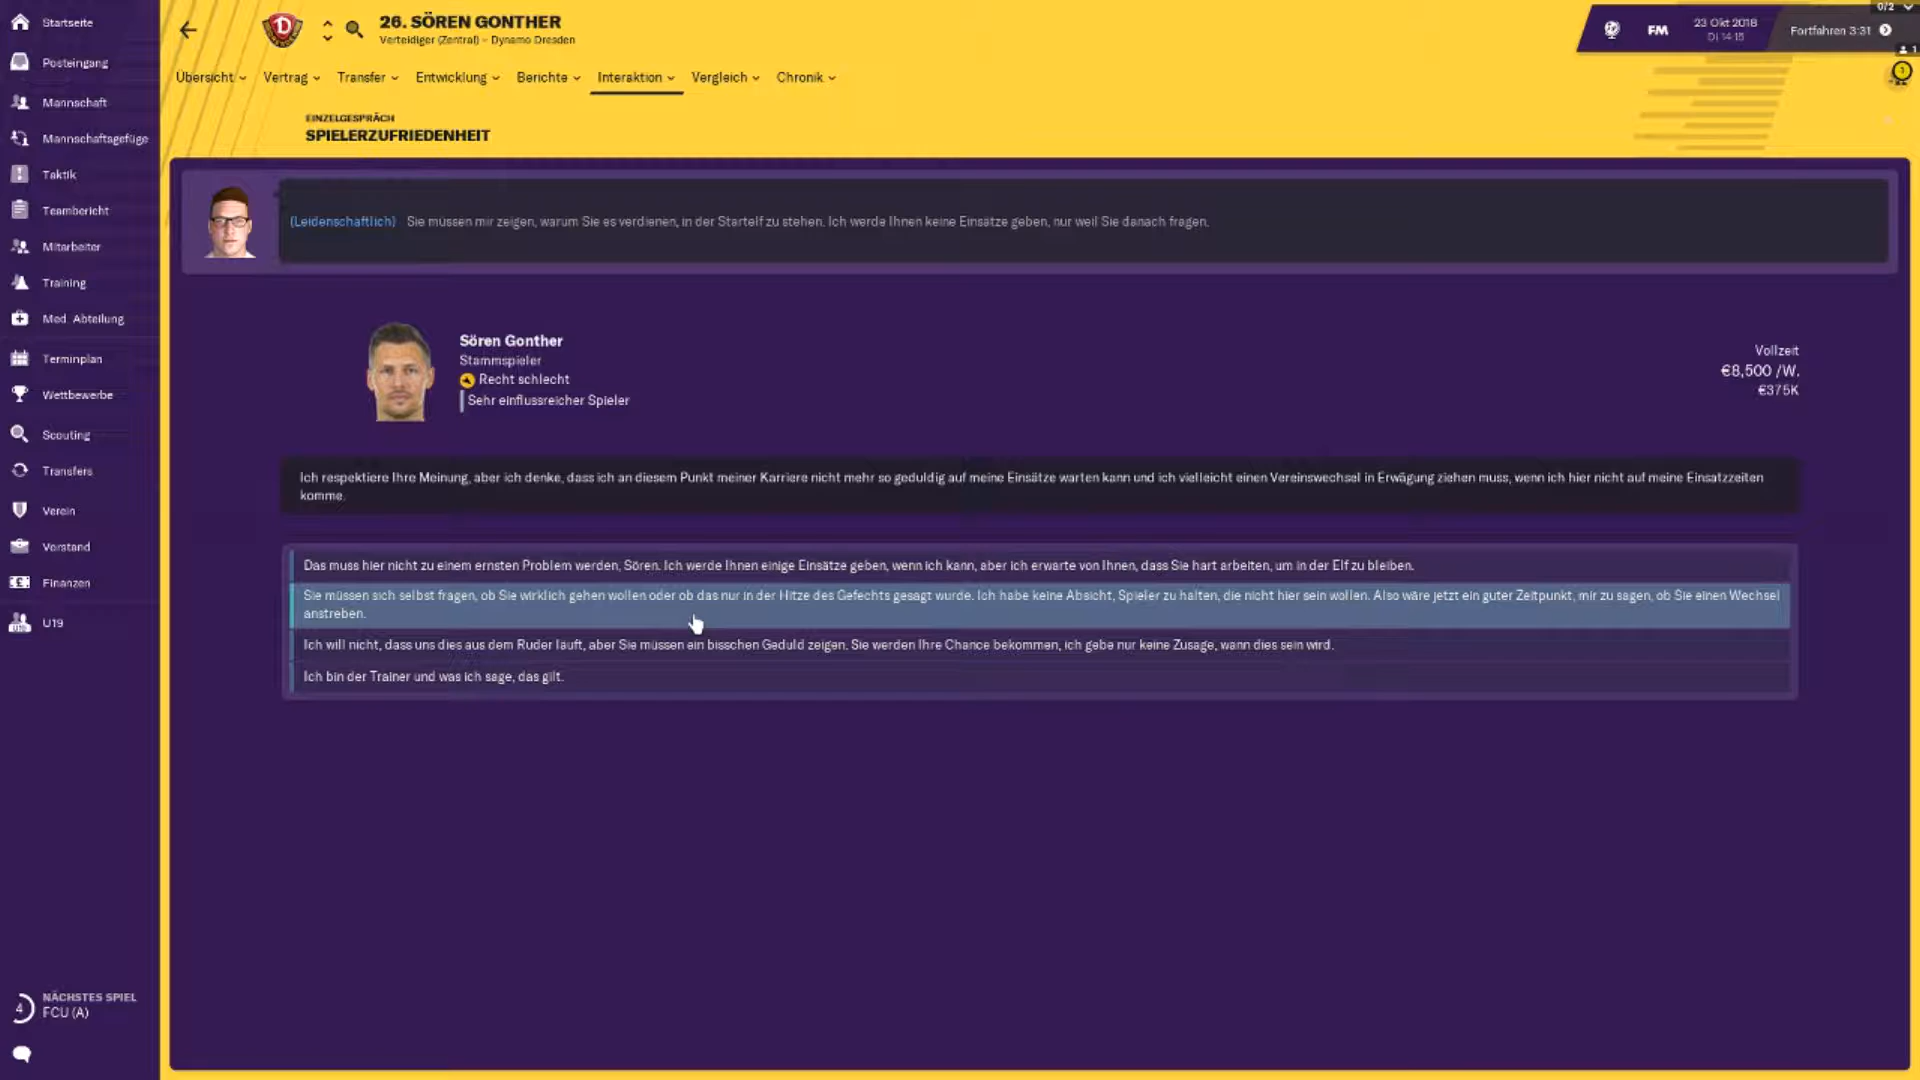 Startseite
Posteingang
Mannschaft
Mannschaftsgefüge
Taktik
Teambericht
Mitarbeiter
Training
Med. Abteilung
Terminplan
Wettbewerbe
Scouting
Transfers
Verein
Vorstand
Finanzen
U19
NÄCHSTES SPIEL
4 FCU (A)
26. SÖREN GONTHER
Verteidiger (Zentral) - Dynamo Dresden
FM
23 Okt 2018
Di 14:15
Fortfahren 3:31
0/2
1
1
Übersicht Vertrag Transfer Entwicklung Berichte Interaktion Vergleich Chronik
EINZELGESPRÄCH
SPIELERZUFRIEDENHEIT
(Leidenschaftlich) Sie müssen mir zeigen, warum Sie es verdienen, in der Startelf zu stehen. Ich werde Ihnen keine Einsätze geben, nur weil Sie danach fragen.
Sören Gonther
Stammspieler
Recht schlecht
Sehr einflussreicher Spieler
Vollzeit
€8,500 /W.
€375K
Ich respektiere Ihre Meinung, aber ich denke, dass ich an diesem Punkt meiner Karriere nicht mehr so geduldig auf meine Einsätze warten kann und ich vielleicht einen Vereinswechsel in Erwägung ziehen muss, wenn ich hier nicht auf meine Einsatzzeiten
komme.
Das muss hier nicht zu einem ernsten Problem werden, Sören. Ich werde Ihnen einige Einsätze geben, wenn ich kann, aber ich erwarte von Ihnen, dass Sie hart arbeiten, um in der Elf zu bleiben.
Sie müssen sich selbst fragen, ob Sie wirklich gehen wollen oder ob das nur in der Hitze des Gefechts gesagt wurde. Ich habe keine Absicht, Spieler zu halten, die nicht hier sein wollen. Also wäre jetzt ein guter Zeitpunkt, mir zu sagen, ob Sie einen Wechsel
anstreben.
Ich will nicht, dass uns dies aus dem Ruder läuft, aber Sie müssen ein bisschen Geduld zeigen. Sie werden Ihre Chance bekommen, ich gebe nur keine Zusage, wann dies sein wird.
Ich bin der Trainer und was ich sage, das gilt.